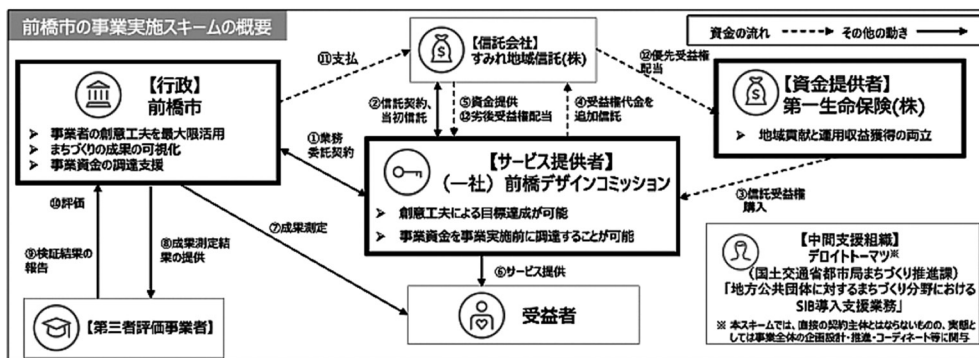 前橋市の事業実施スキームの概要
資金の流れ
その他の動き
【信託会社】
すみれ地域信託(株)
⑪支払
⑫優先受益権
配当
【行政】
前橋市
➢ 事業者の創意工夫を最大限活用
➢ まちづくりの成果の可視化
➢ 事業資金の調達支援
②信託契約、
当初信託
⑤資金提供
⑬劣後受益権配当
④受益権代金を
追加信託
【資金提供者】
第一生命保険(株)
➢ 地域貢献と運用収益獲得の両立
①業務
委託契約
【サービス提供者】
(一社)前橋デザインコミッション
➢ 創意工夫による目標達成が可能
➢ 事業資金を事業実施前に調達することが可能
③信託受益権
購入
⑩評価
⑨検証結果の
報告
⑧成果測定結
果の提供
⑦成果測定
⑥サービス提供
【第三者評価事業者】
受益者
【中間支援組織】
デロイトトーマツ※
(国土交通省都市局まちづくり推進課)
「地方公共団体に対するまちづくり分野における
SIB導入支援業務」
※ 本スキームでは、直接の契約主体とはならないものの、実態と
しては事業全体の企画設計・推進・コーディネート等に関与